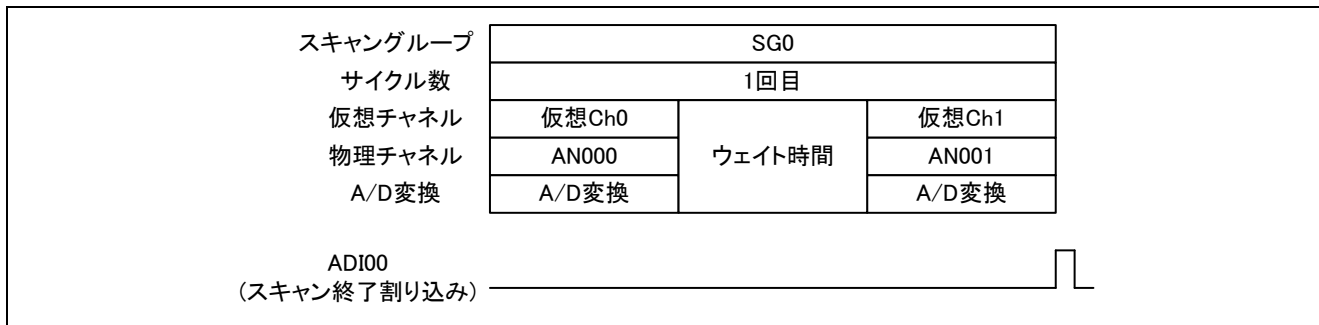 スキャングループ SG0
サイクル数 1回目
仮想チャネル 仮想Ch0 仮想Ch1
物理チャネル AN000 ウェイト時間 AN001
A/D変換 A/D変換 A/D変換
ADI00
(スキャン終了割り込み)